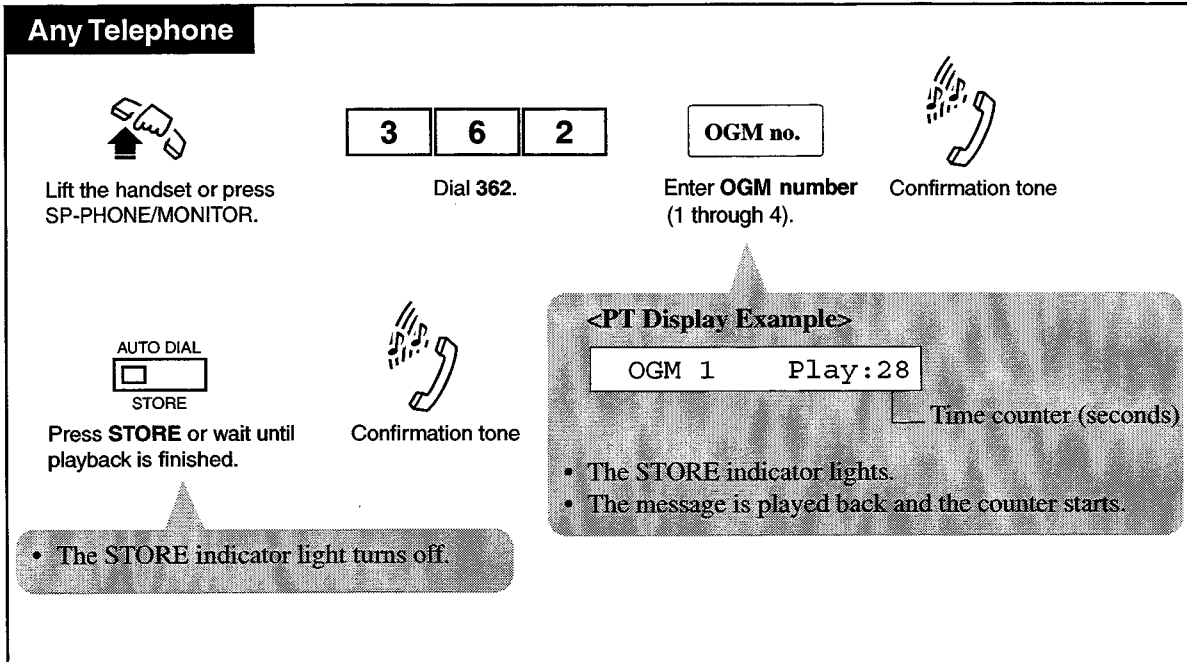 Any Telephone
3 6 2
OGM no.
Lift the handset or press
SP-PHONE/MONITOR.
Dial 362.
Enter OGM number
(1 through 4).
Confirmation tone
<PT Display Example>
OGM 1 Play:28
Time counter (seconds)
• The STORE indicator lights.
• The message is played back and the counter starts.
AUTO DIAL
STORE
Press STORE or wait until
playback is finished.
Confirmation tone
• The STORE indicator light turns off.